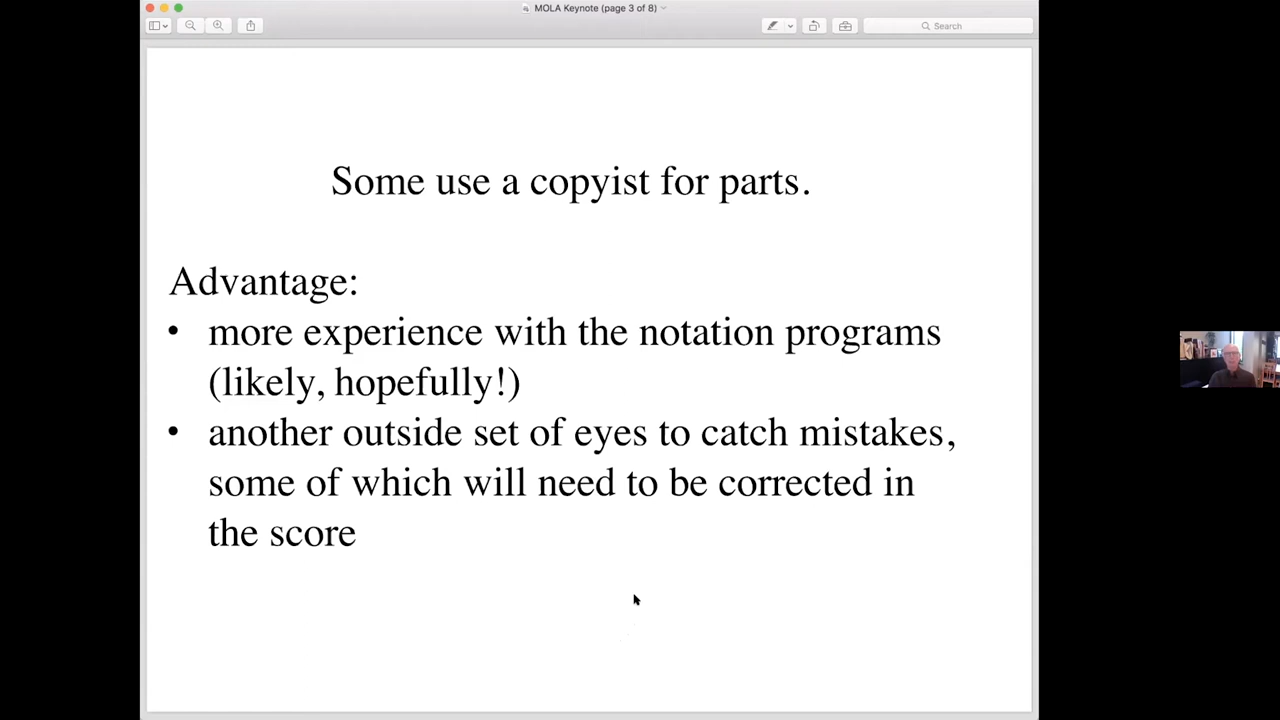 MOLA Keynote (page 3 of 8)
Search
Some use a copyist for parts.
Advantage:
• more experience with the notation programs
(likely, hopefully!)
• another outside set of eyes to catch mistakes,
some of which will need to be corrected in
the score